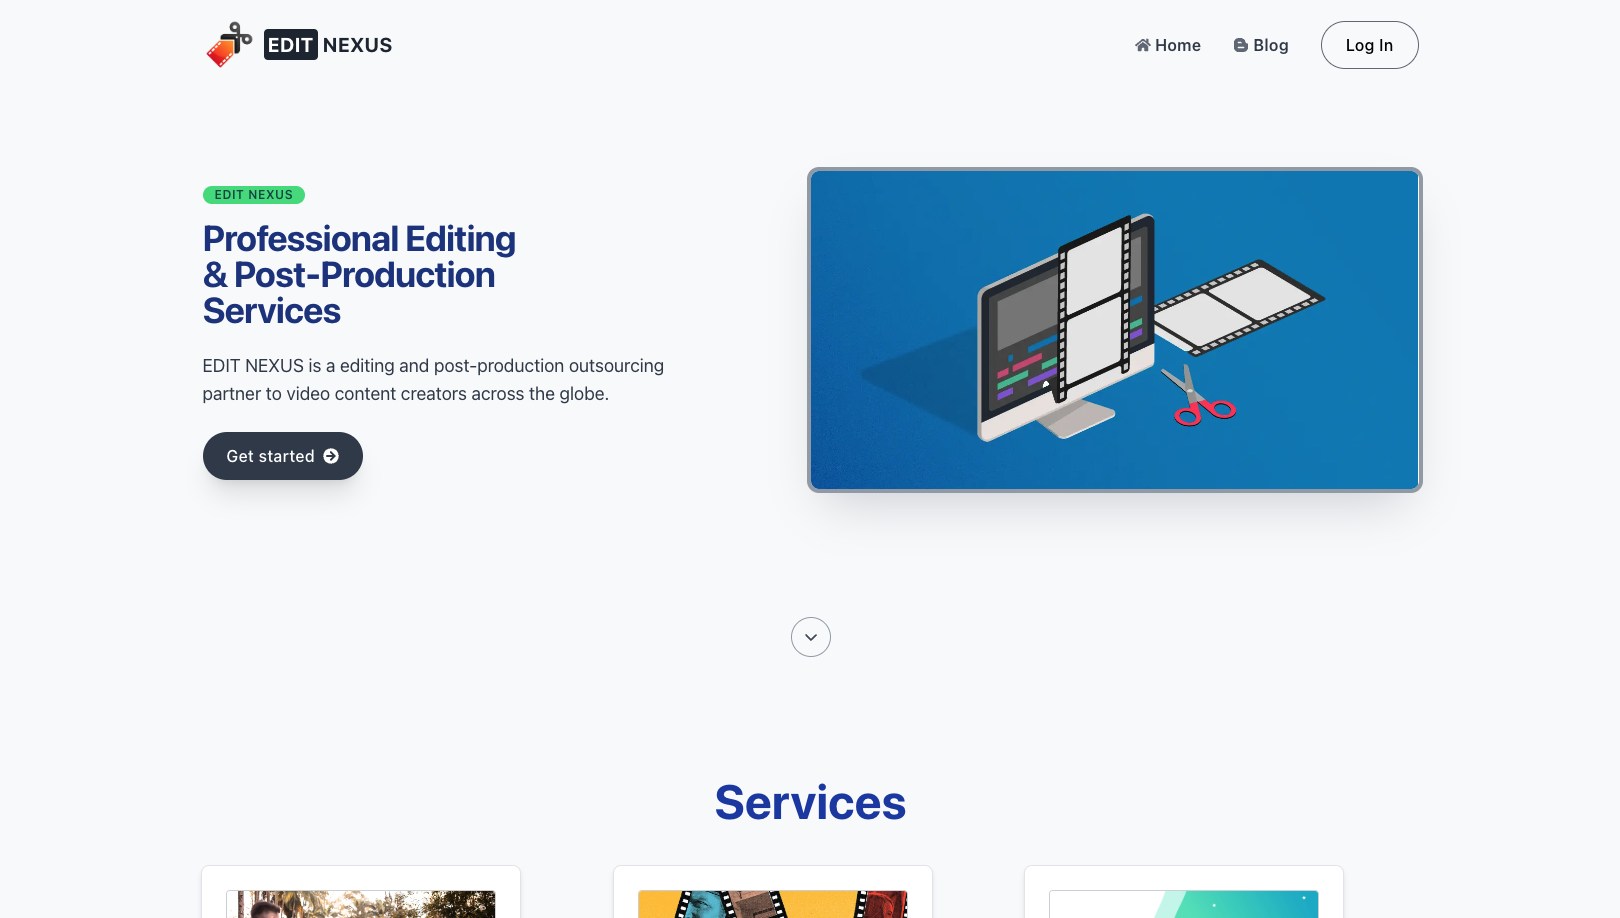 EDIT NEXUS
Home
Blog
Log In
EDIT NEXUS
Professional Editing
& Post-Production
Services
EDIT NEXUS is a editing and post-production outsourcing
partner to video content creators across the globe.
Get started
Services